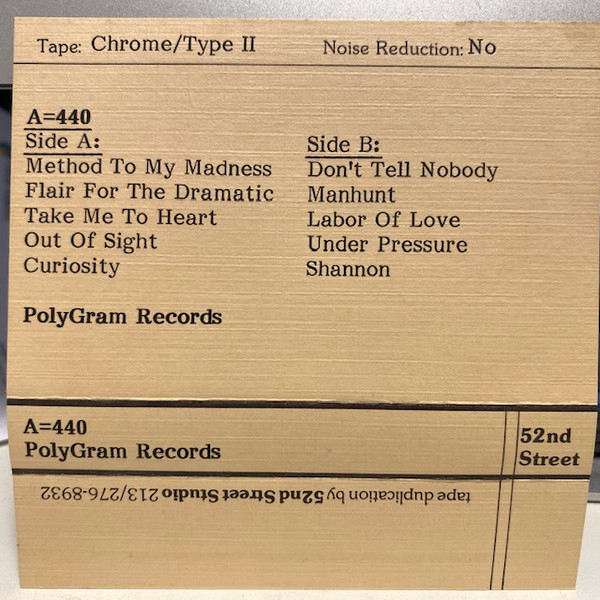 Tape: Chrome/Type II
Noise Reduction: No
A=440
Side A:
Method To My Madness
Flair For The Dramatic
Take Me To Heart
Out Of Sight
Curiosity
Side B:
Don't Tell Nobody
Manhunt
Labor Of Love
Under Pressure
Shannon
PolyGram Records
A=440
PolyGram Records
52nd
Street
tape duplication by 52nd Street Studio 213/276-8932